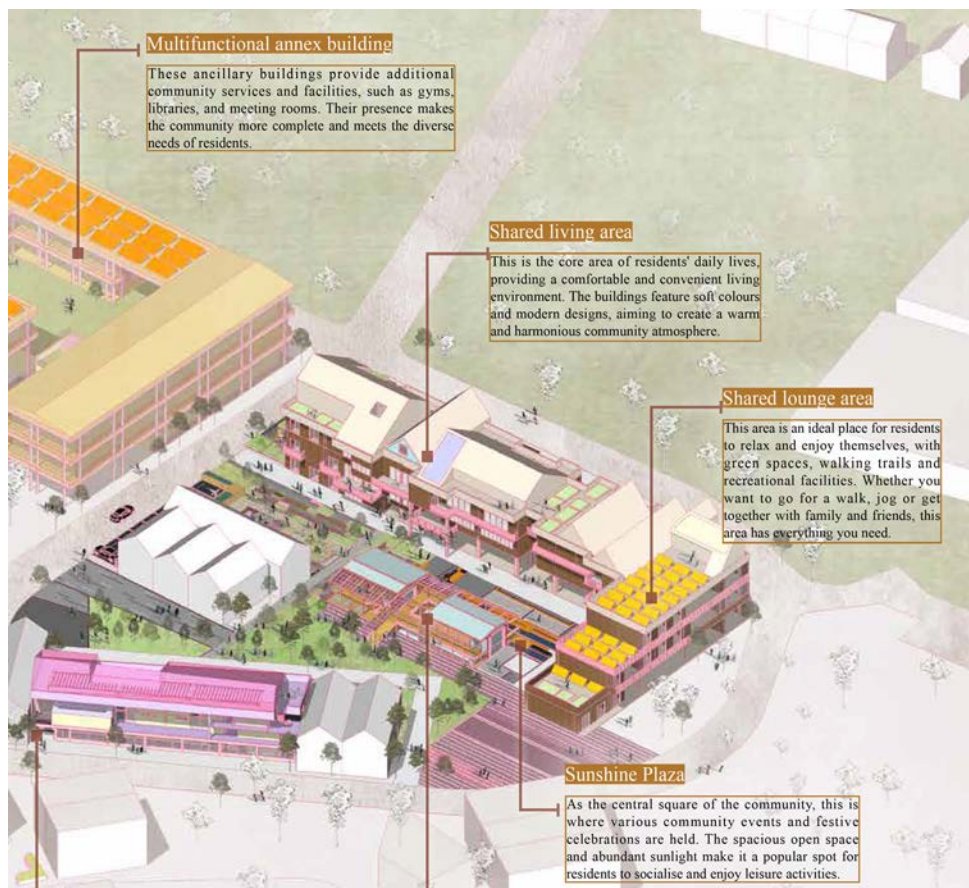 Multifunctional annex building
These ancillary buildings provide additional
community services and facilities, such as gyms,
libraries, and meeting rooms. Their presence makes
the community more complete and meets the diverse
needs of residents.
Shared living area
This is the core area of residents' daily lives,
providing a comfortable and convenient living
environment. The buildings feature soft colours
and modern designs, aiming to create a warm
and harmonious community atmosphere.
Shared lounge area
This area is an ideal place for residents
to relax and enjoy themselves, with
green spaces, walking trails and
recreational facilities. Whether you
want to go for a walk, jog or get
together with family and friends, this
area has everything you need.
Sunshine Plaza
As the central square of the community, this is
where various community events and festive
celebrations are held. The spacious open space
and abundant sunlight make it a popular spot for
residents to socialise and enjoy leisure activities.